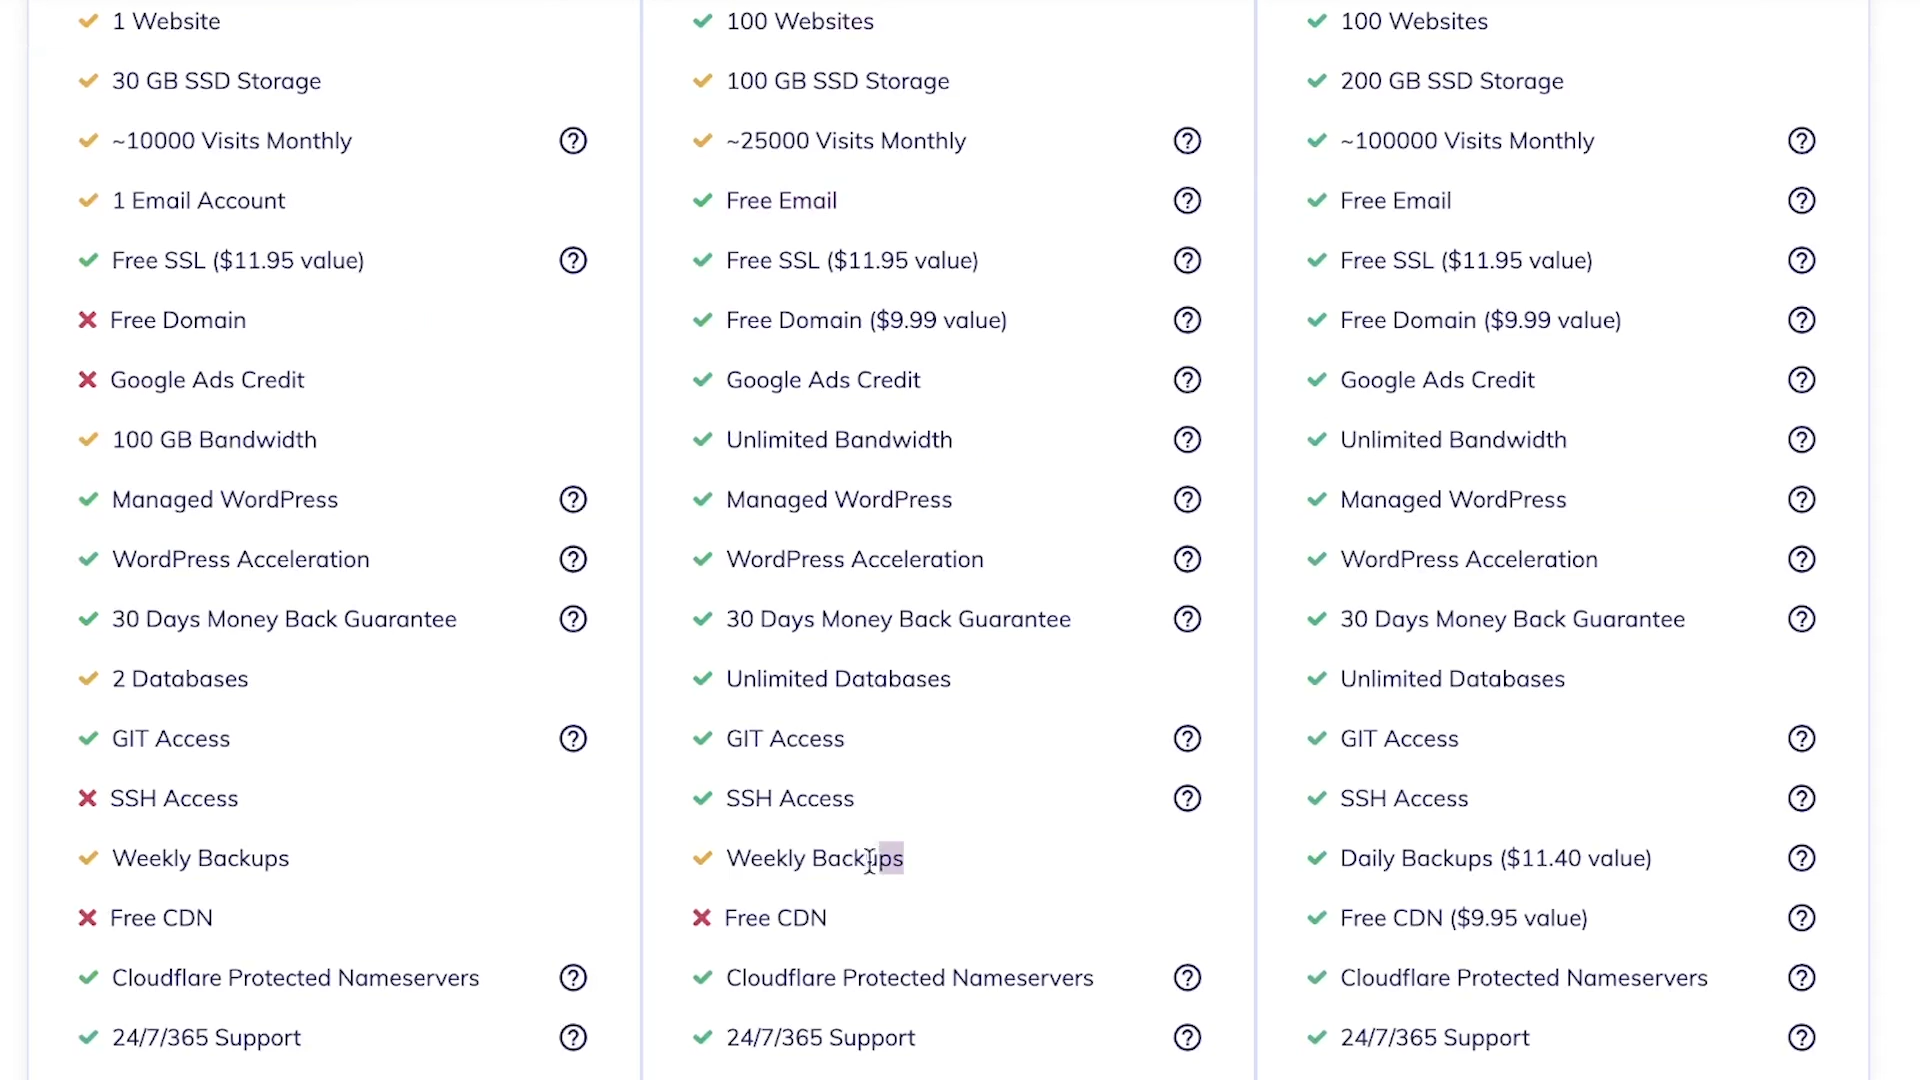 1 Website
30 GB SSD Storage
~10000 Visits Monthly
1 Email Account
Free SSL ($11.95 value)
Free Domain
Google Ads Credit
100 GB Bandwidth
Managed WordPress
WordPress Acceleration
30 Days Money Back Guarantee
2 Databases
GIT Access
SSH Access
Weekly Backups
Free CDN
Cloudflare Protected Nameservers
24/7/365 Support
100 Websites
100 GB SSD Storage
~25000 Visits Monthly
Free Email
Free SSL ($11.95 value)
Free Domain ($9.99 value)
Google Ads Credit
Unlimited Bandwidth
Managed WordPress
WordPress Acceleration
30 Days Money Back Guarantee
Unlimited Databases
GIT Access
SSH Access
Weekly Backups
Free CDN
Cloudflare Protected Nameservers
24/7/365 Support
100 Websites
200 GB SSD Storage
~100000 Visits Monthly
Free Email
Free SSL ($11.95 value)
Free Domain ($9.99 value)
Google Ads Credit
Unlimited Bandwidth
Managed WordPress
WordPress Acceleration
30 Days Money Back Guarantee
Unlimited Databases
GIT Access
SSH Access
Daily Backups ($11.40 value)
Free CDN ($9.95 value)
Cloudflare Protected Nameservers
24/7/365 Support